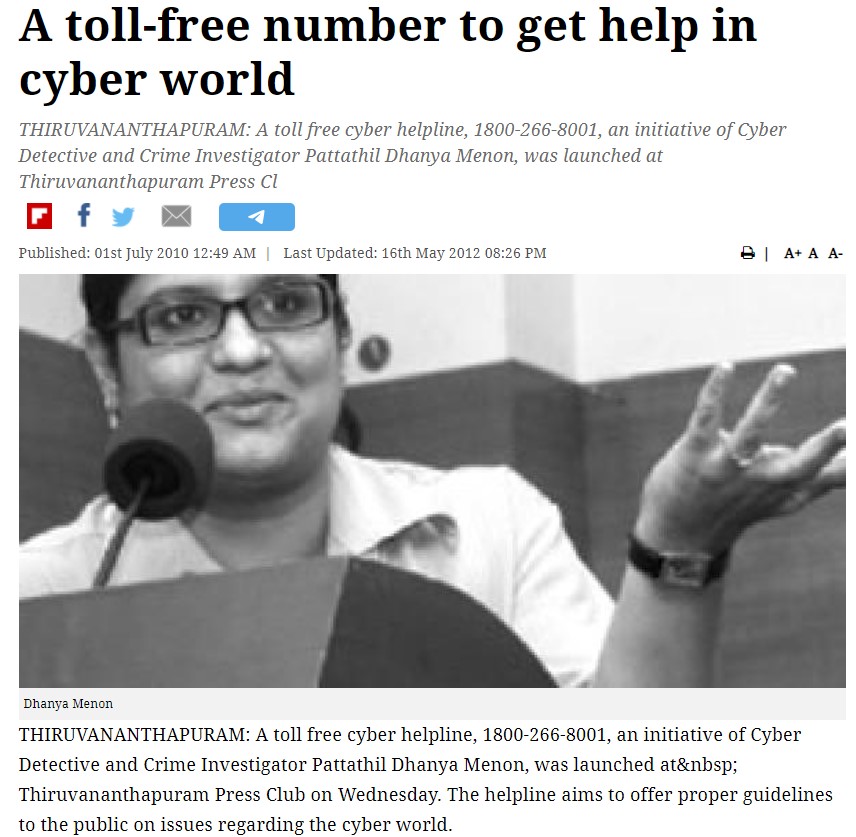 A toll-free number to get help in
cyber world
THIRUVANANTHAPURAM: A toll free cyber helpline, 1800-266-8001, an initiative of Cyber
Detective and Crime Investigator Pattathil Dhanya Menon, was launched at
Thiruvananthapuram Press Cl
Published: 01st July 2010 12:49 AM | Last Updated: 16th May 2012 08:26 PM | A+ A A-
Dhanya Menon
THIRUVANANTHAPURAM: A toll free cyber helpline, 1800-266-8001, an initiative of Cyber
Detective and Crime Investigator Pattathil Dhanya Menon, was launched at&nbsp;
Thiruvananthapuram Press Club on Wednesday. The helpline aims to offer proper guidelines
to the public on issues regarding the cyber world.